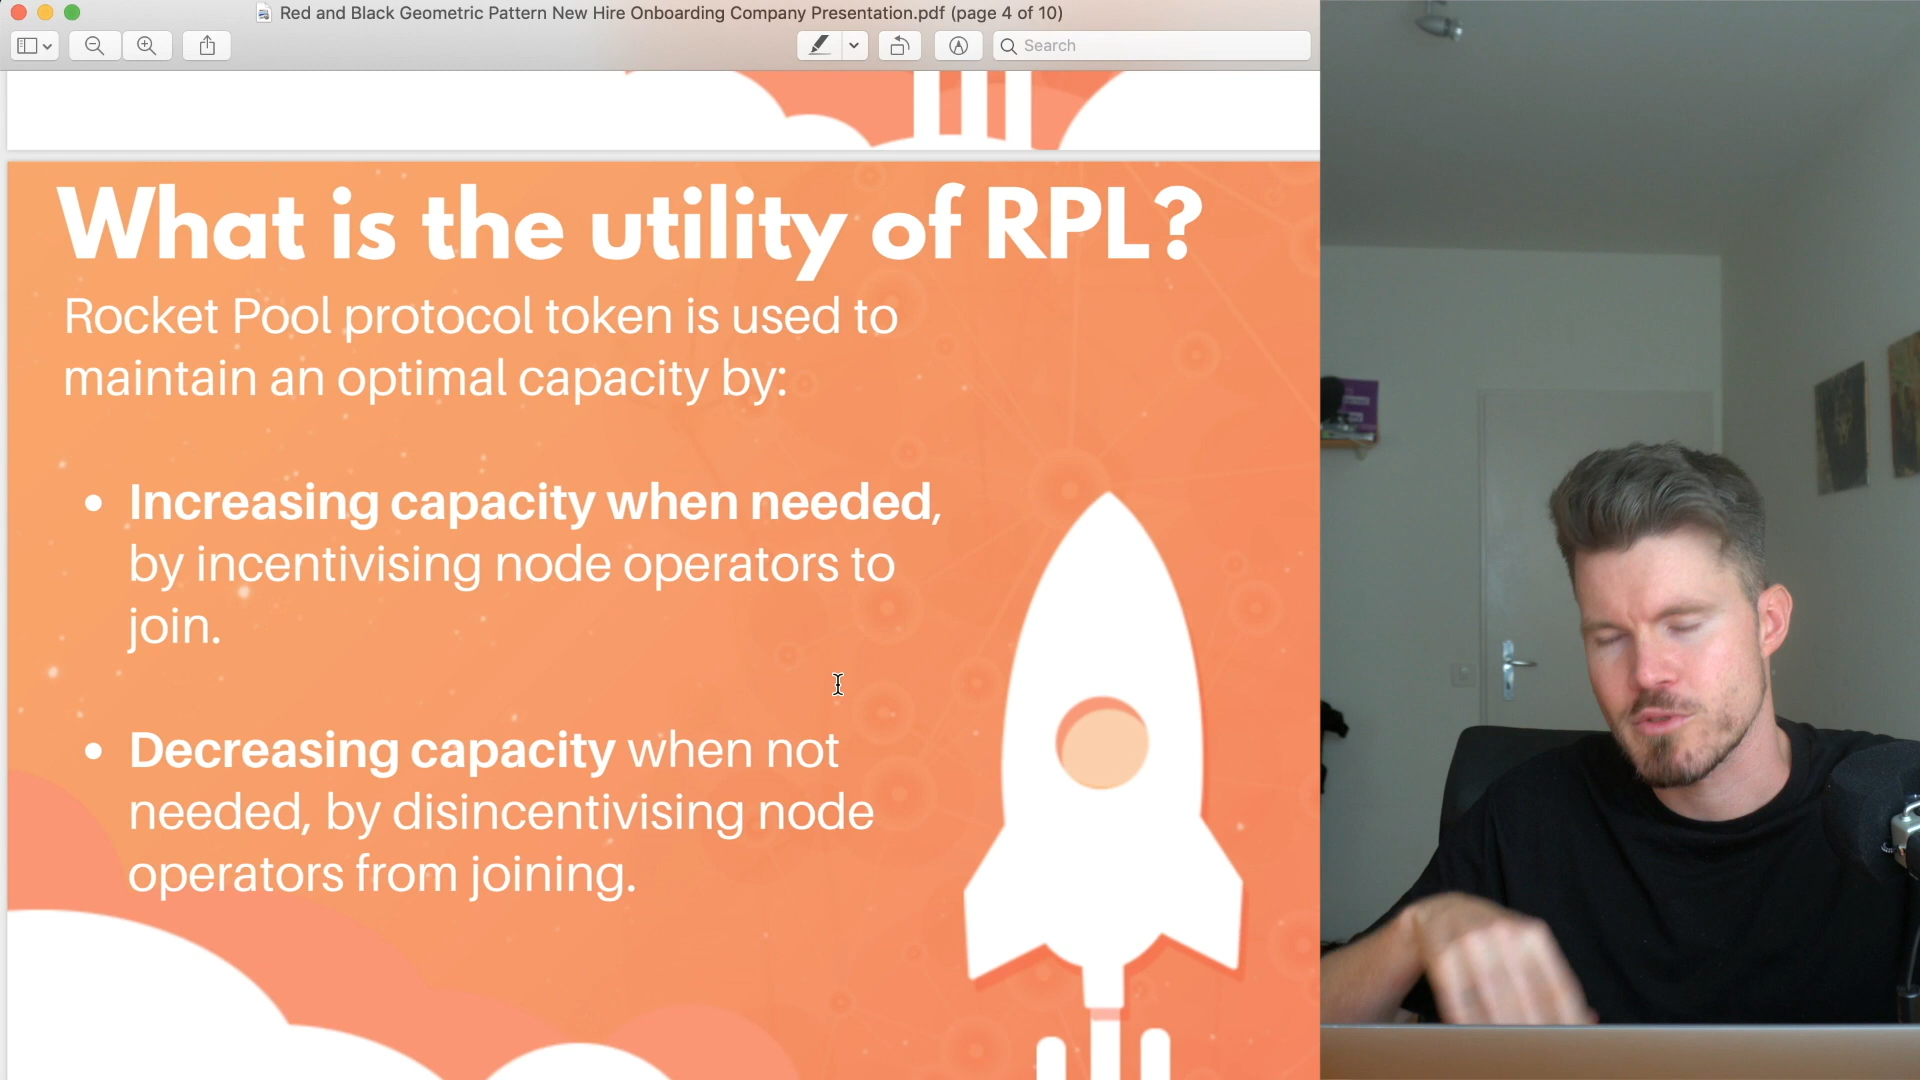 Red and Black Geometric Pattern New Hire Onboarding Company Presentation.pdf (page 4 of 10)
Search
What is the utility of RPL?
Rocket Pool protocol token is used to
maintain an optimal capacity by:
• Increasing capacity when needed,
by incentivising node operators to
join.
• Decreasing capacity when not
needed, by disincentivising node
operators from joining.